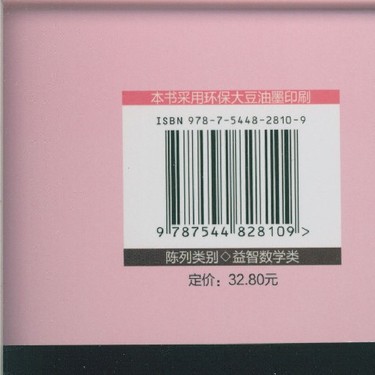 本书采用环保大豆油墨印刷
ISBN 978-7-5448-2810-9
9 787544 828109 >
陈列类别◇益智数学类
定价：32.80元